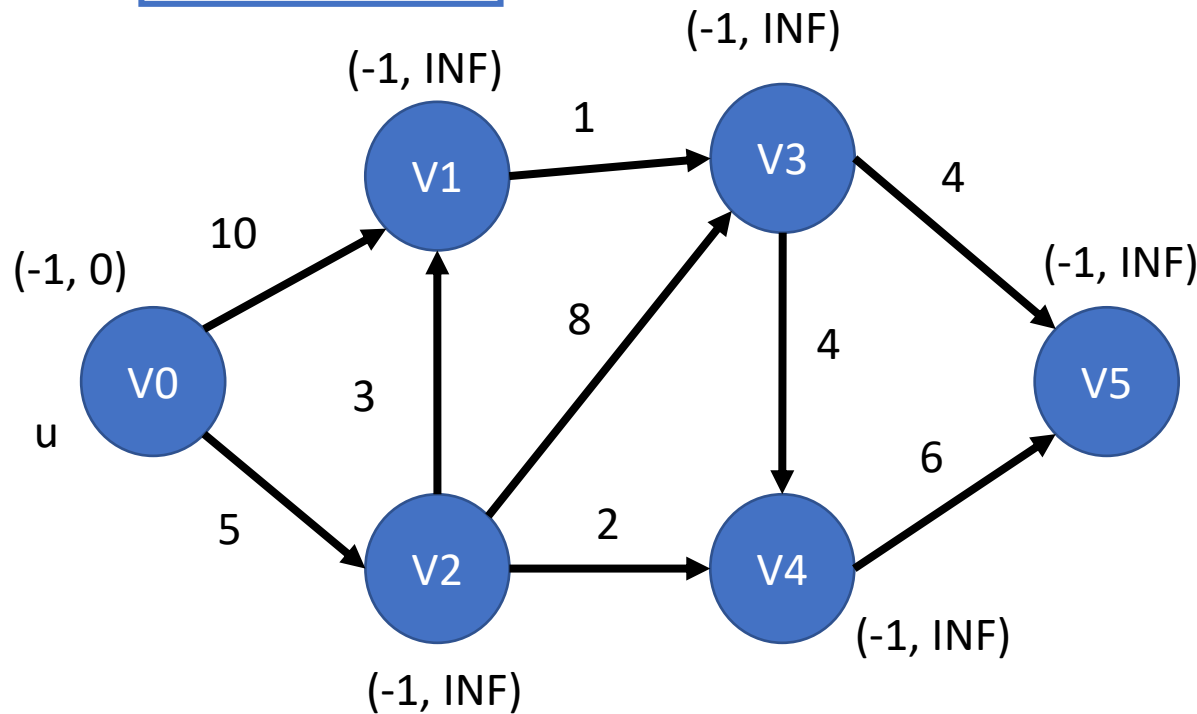 (-1, INF)
(-1, INF)
1
V3
V1
4
10
(-1, 0)
(-1, INF)
8
4
V0
V5
3
u
6
5
2
V2
V4
(-1, INF)
(-1, INF)